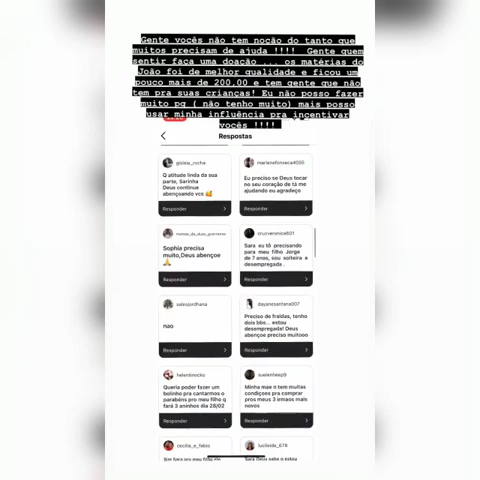 Gente vocês não tem noção do tanto que
muitos precisam de ajuda !!!! Gente quem
sentir faça uma doação ... os matérias do
João foi de melhor qualidade e ficou um
pouco mais de 200,00 e tem gente que não
tem pra suas crianças! Eu não posso fazer
muito pq ( não tenho muito) mais posso
usar minha influência pra incentivar
vocês !!!!
Respostas
gislaia_rocha
Q atitude linda da sua
parte, Sarinha
Deus continue
abençoando vcs 🥰
Responder
marlenefonseca4055
Eu preciso se Deus tocar
no seu coração de tá me
ajudando eu agradeço
Responder
Sophia precisa
muito,Deus abençoe
🙏
Responder
cruzveronica601
Sara eu tô precisando
para meu filho Jorge
de 7 anos, sou solteira e
desempregada .
Responder
salesjordhana
nao
Responder
dayanesantana007
Preciso de fraldas, tenho
dois bbs... estou
desempregada! Deus
abençoe preciso muitooo
Responder
helentinocko
Queria poder fazer um
bolinho pra cantarmos o
parabéns pro meu filho q
fará 3 aninhos dia 28/02
Responder
suelenheep9
Minha mae n tem muitas
condiçoes pra comprar
pros meus 3 irmaos mais
novos
Responder
cecilia_e_fabio
lucileida_678